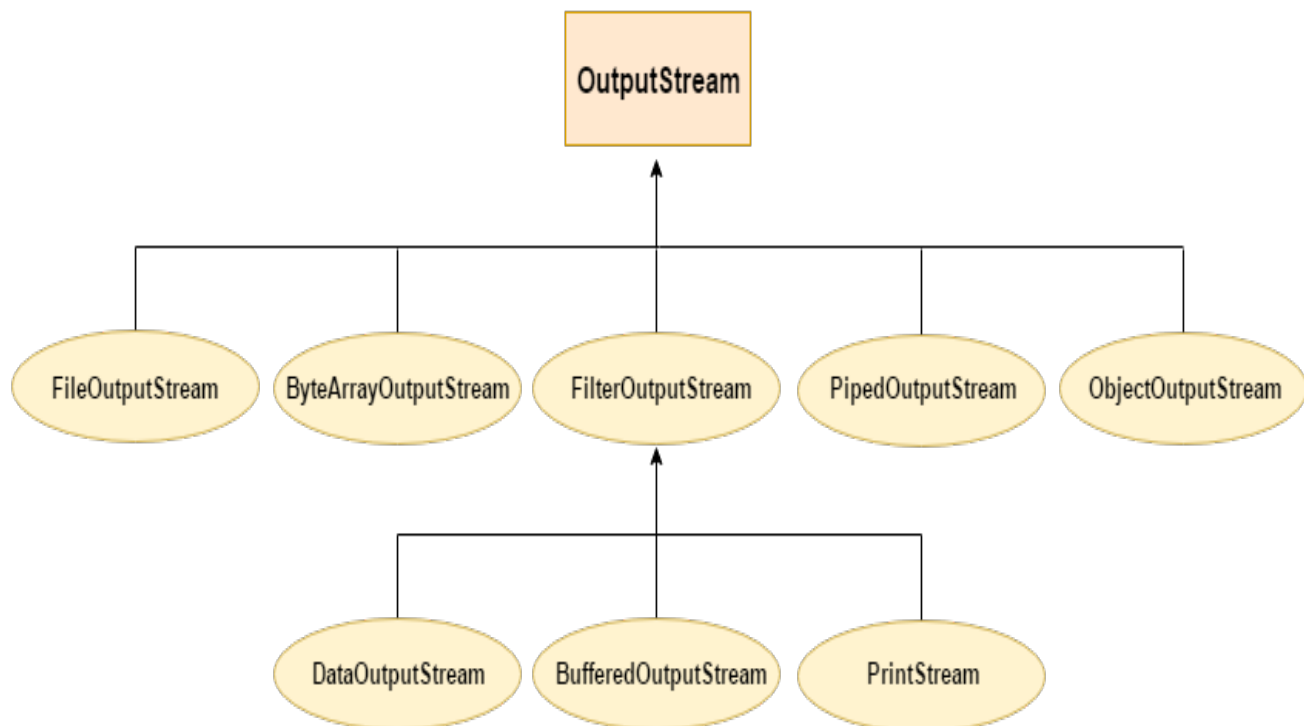 OutputStream
FileOutputStream
ByteArrayOutputStream
FilterOutputStream
PipedOutputStream
ObjectOutputStream
DataOutputStream
BufferedOutputStream
PrintStream